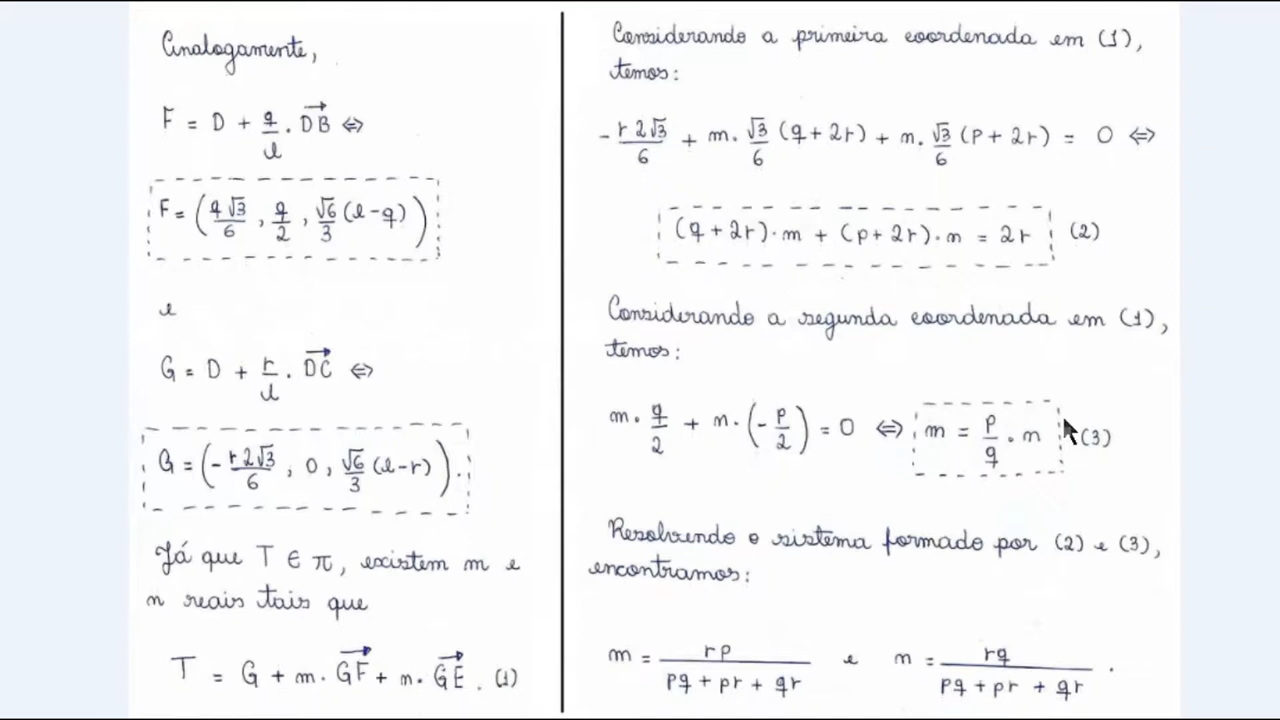 Analogamente,
F = D + q/l . DB⃗ ⇔
F = (q√3/6, q/2, √6/3 (l-q))
e
G = D + r/l . DC⃗ ⇔
G = (-r2√3/6, 0, √6/3 (l-r)).
Já que T ∈ π, existem m e
n reais tais que
T = G + m. GF⃗ + n. GE⃗. (1)
Considerando a primeira coordenada em (1),
temos:
-r2√3/6 + m. √3/6 (q+2r) + n. √3/6 (p+2r) = 0 ⇔
(q+2r).m + (p+2r).n = 2r (2)
Considerando a segunda coordenada em (1),
temos:
m. q/2 + n. (-p/2) = 0 ⇔ m = p/q . n (3)
Resolvendo o sistema formado por (2) e (3),
encontramos:
m = rp/(pq + pr + qr) e n = rq/(pq + pr + qr).